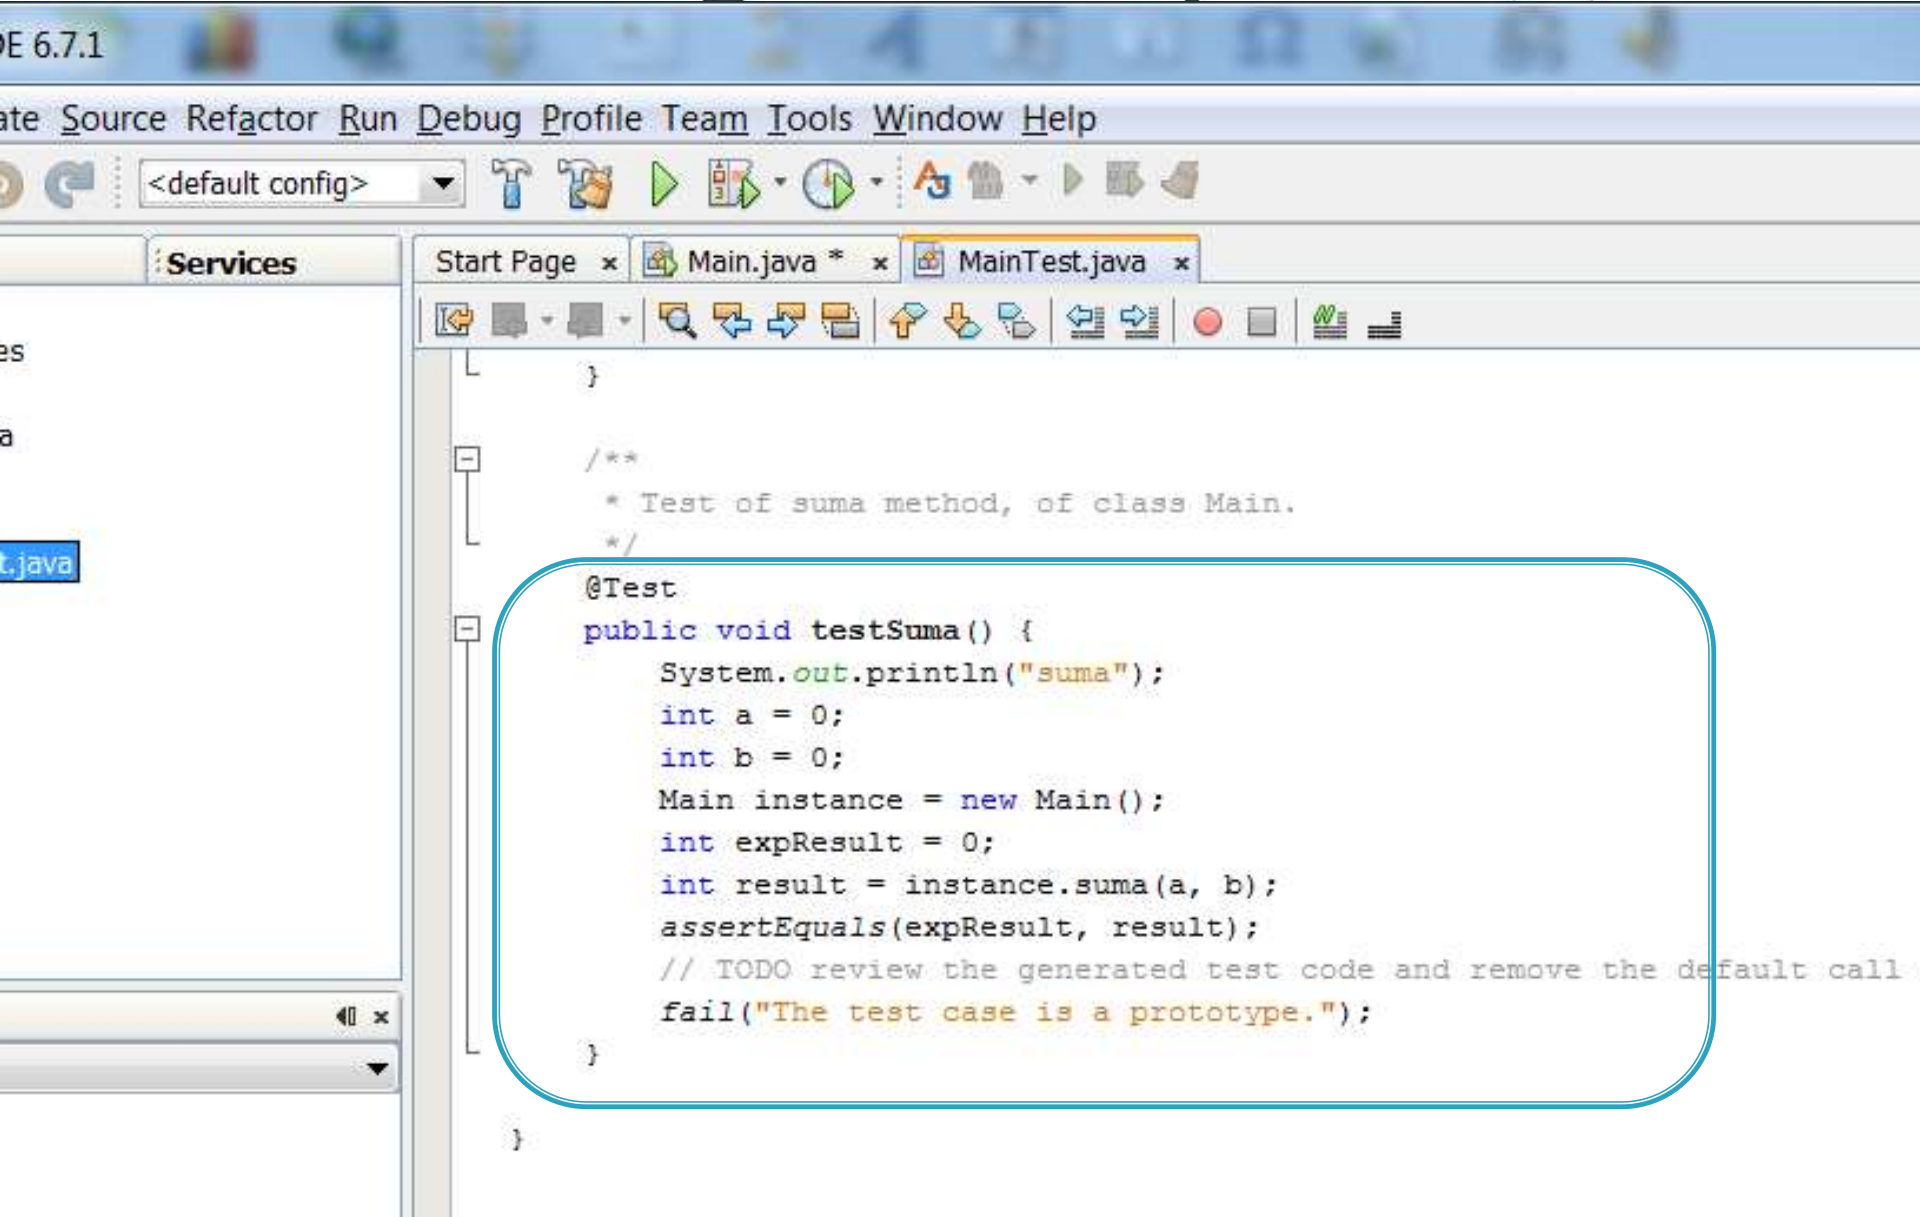 DE 6.7.1
ate Source Refactor Run Debug Profile Team Tools Window Help
<default config>
Services
Start Page x Main.java * x MainTest.java x
es
a
t.java
}
/**
* Test of suma method, of class Main.
*/
@Test
public void testSuma() {
System.out.println("suma");
int a = 0;
int b = 0;
Main instance = new Main();
int expResult = 0;
int result = instance.suma(a, b);
assertEquals(expResult, result);
// TODO review the generated test code and remove the default call
fail("The test case is a prototype.");
}
}